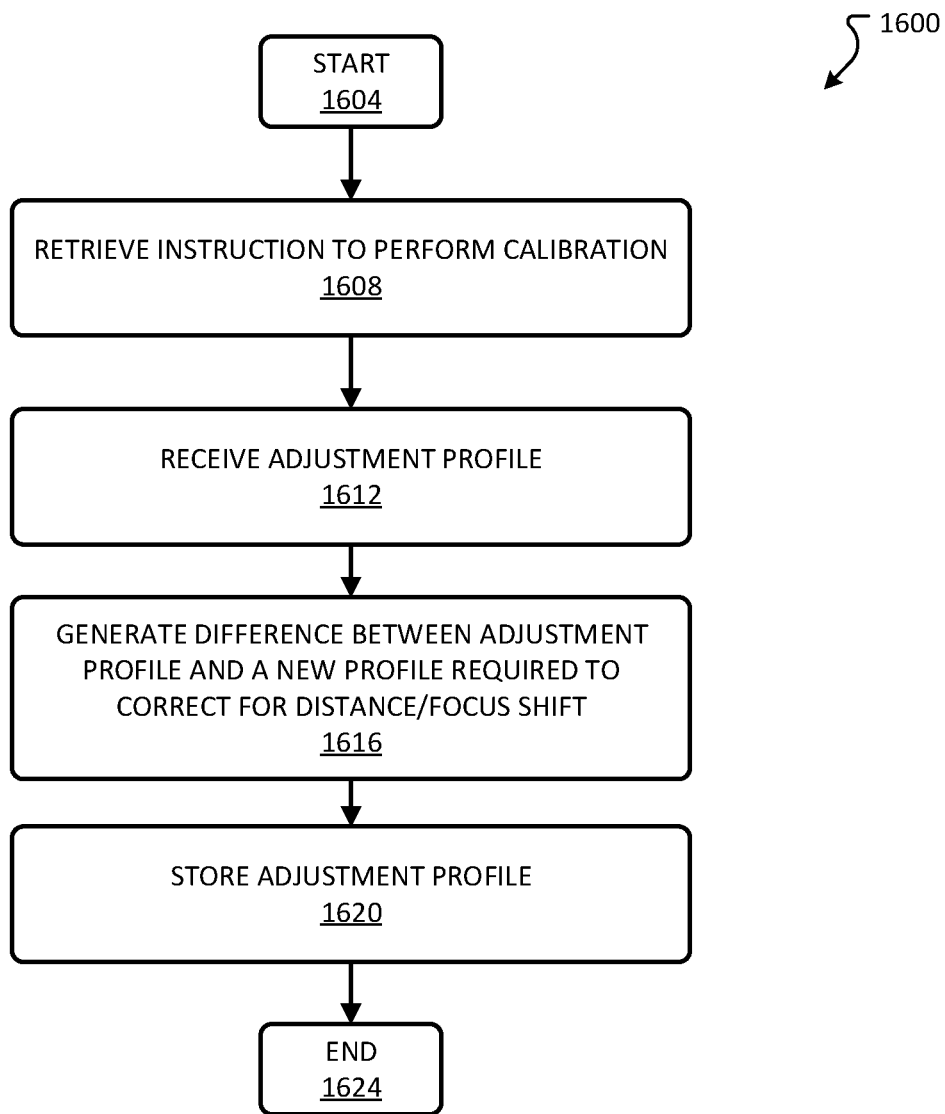 1600
START
1604
RETRIEVE INSTRUCTION TO PERFORM CALIBRATION
1608
RECEIVE ADJUSTMENT PROFILE
1612
GENERATE DIFFERENCE BETWEEN ADJUSTMENT
PROFILE AND A NEW PROFILE REQUIRED TO
CORRECT FOR DISTANCE/FOCUS SHIFT
1616
STORE ADJUSTMENT PROFILE
1620
END
1624